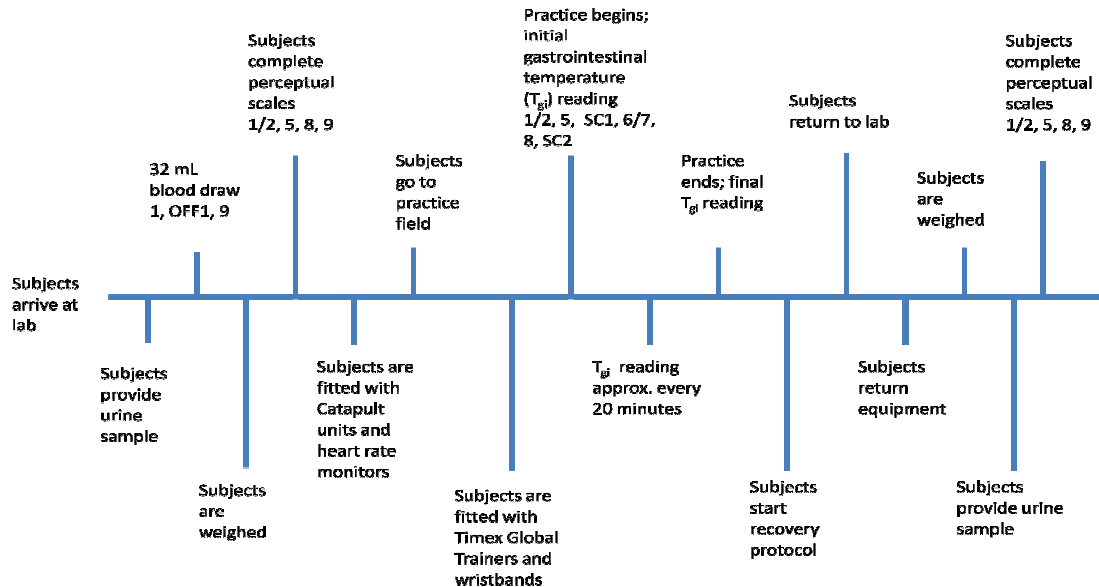 Subjects
arrive at
lab
Subjects
provide
urine
sample
32 mL
blood draw
1, OFF1, 9
Subjects
are
weighed
Subjects
complete
perceptual
scales
1/2, 5, 8, 9
Subjects are
fitted with
Catapult
units and
heart rate
monitors
Subjects
go to
practice
field
Subjects are
fitted with
Timex Global
Trainers and
wristbands
Practice begins;
initial
gastrointestinal
temperature
(Tgi) reading
1/2, 5, SC1, 6/7,
8, SC2
Tgi reading
approx. every
20 minutes
Practice
ends; final
Tgi reading
Subjects
start
recovery
protocol
Subjects
return to lab
Subjects
return
equipment
Subjects
are
weighed
Subjects
provide urine
sample
Subjects
complete
perceptual
scales
1/2, 5, 8, 9